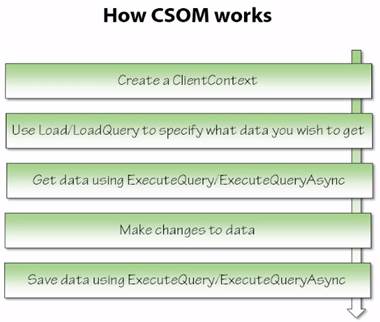 How CSOM works
Create a ClientContext
Use Load/LoadQuery to specify what data you wish to get
Get data using ExecuteQuery/ExecuteQueryAsync
Make changes to data
Save data using ExecuteQuery/ExecuteQueryAsync